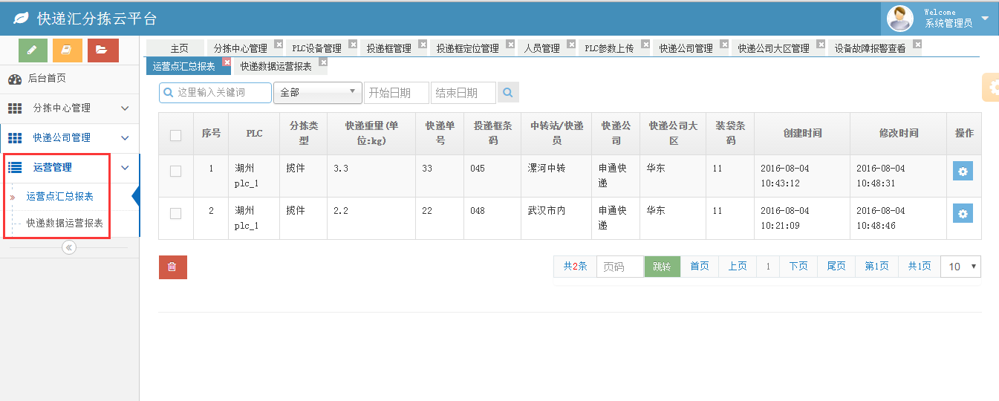 快递汇分拣云平台
Welcome
系统管理员
主页 分拣中心管理 PLC设备管理 投递框管理 投递框定位管理 人员管理 PLC参数上传 快递公司管理 快递公司大区管理 设备故障报警查看
运营点汇总报表 快递数据运营报表
后台首页
分拣中心管理
快递公司管理
运营管理
运营点汇总报表
快递数据运营报表
这里输入关键词 全部 开始日期 结束日期
序号 PLC 分拣类型 快递重量(单位:kg) 快递单号 投递框条码 中转站/快递员 快递公司 快递公司大区 装袋条码 创建时间 修改时间 操作
1 湖州plc_1 揽件 3.3 33 045 漯河中转 申通快递 华东 11 2016-08-04 10:43:12 2016-08-04 10:48:31
2 湖州plc_1 揽件 2.2 22 048 武汉市内 申通快递 华东 11 2016-08-04 10:21:09 2016-08-04 10:48:46
共2条 页码 跳转 首页 上页 1 下页 尾页 第1页 共1页 10